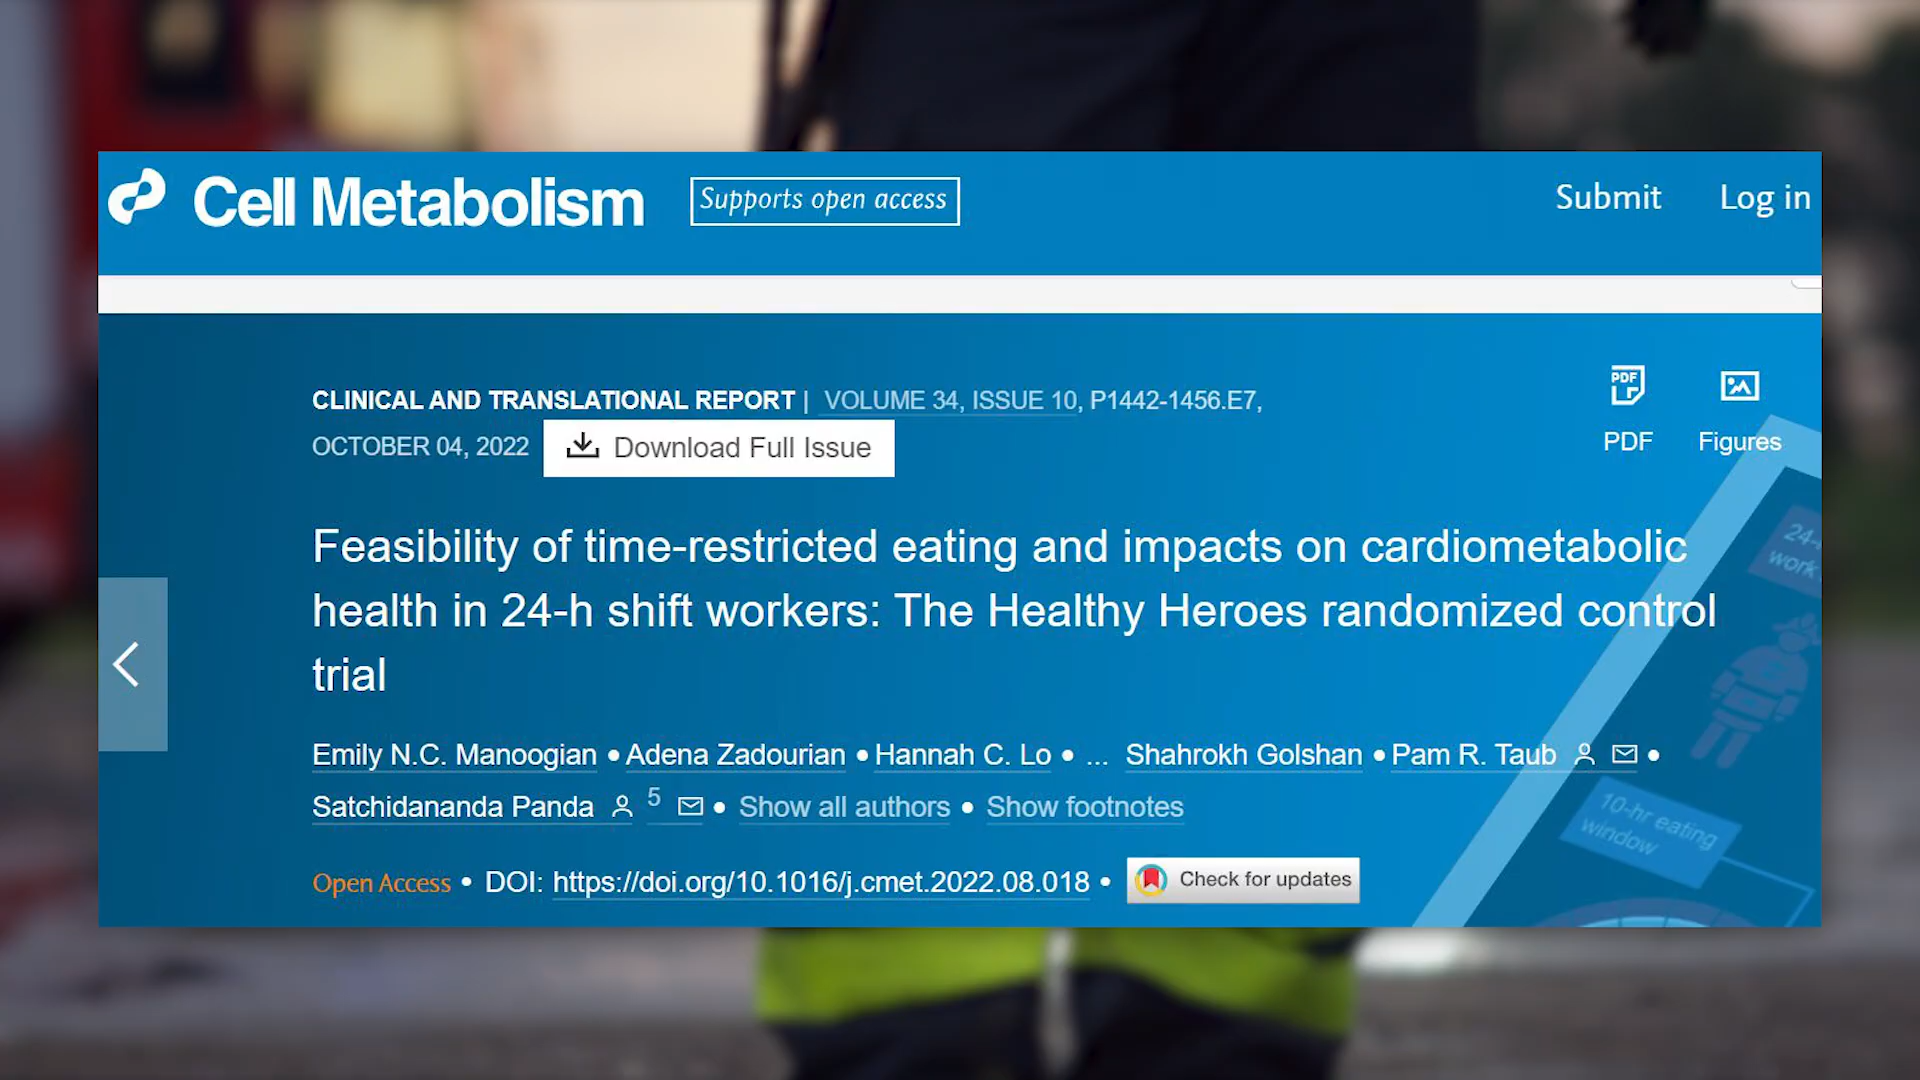 Cell Metabolism
Supports open access
Submit
Log in
CLINICAL AND TRANSLATIONAL REPORT | VOLUME 34, ISSUE 10, P1442-1456.E7,
OCTOBER 04, 2022
Download Full Issue
PDF
PDF
Figures
Feasibility of time-restricted eating and impacts on cardiometabolic
health in 24-h shift workers: The Healthy Heroes randomized control
trial
Emily N.C. Manoogian • Adena Zadourian • Hannah C. Lo • ... Shahrokh Golshan • Pam R. Taub •
Satchidananda Panda 5 • Show all authors • Show footnotes
Open Access • DOI: https://doi.org/10.1016/j.cmet.2022.08.018 •
Check for updates
work
10-hr eating
window